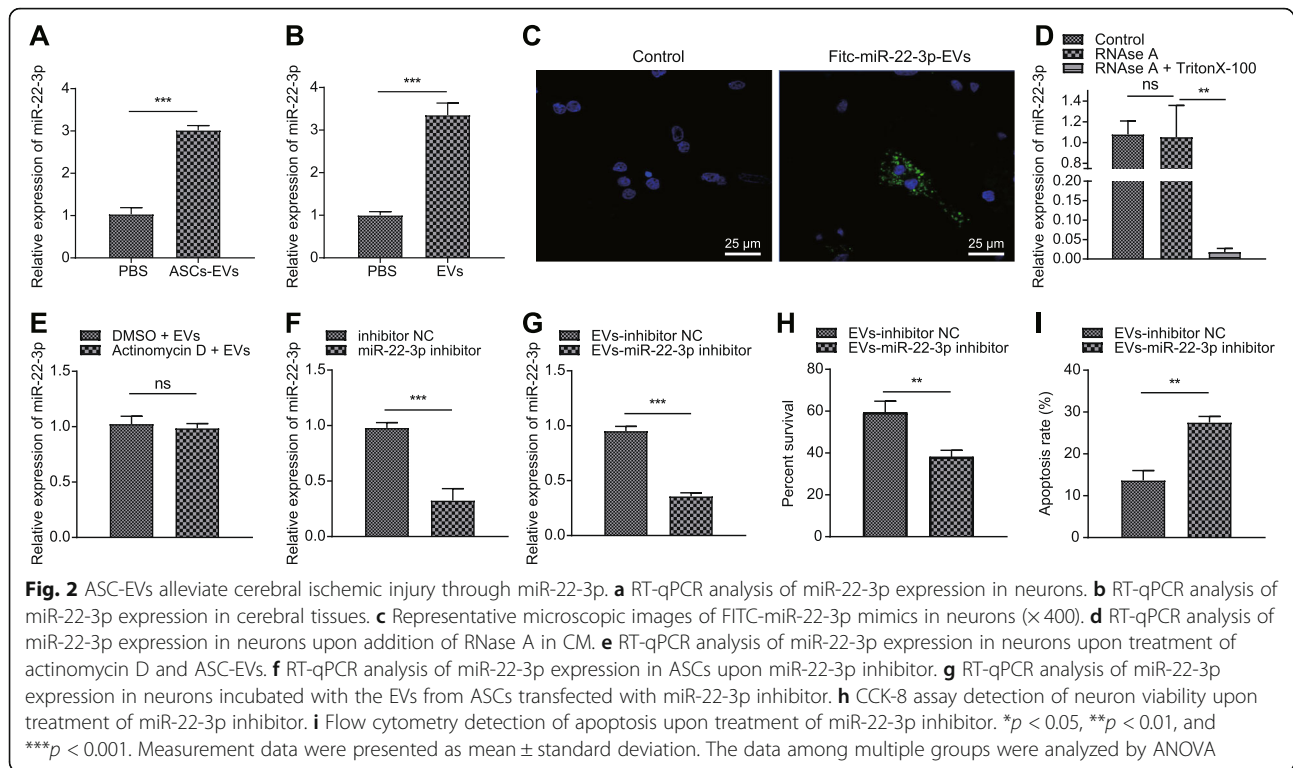 A
Relative expression of miR-22-3p
4
3
2
1
0
***
PBS
ASCs-EVs
B
Relative expression of miR-22-3p
4
3
2
1
0
***
PBS
EVs
C
Control
Fitc-miR-22-3p-EVs
25 µm
25 µm
D
Control
RNAse A
RNAse A + TritonX-100
Relative expression of miR-22-3p
ns
**
1.4
1.2
1.0
0.8
0.20
0.15
0.10
0.05
0.00
E
DMSO + EVs
Actinomycin D + EVs
Relative expression of miR-22-3p
1.5
1.0
0.5
0.0
ns
F
inhibitor NC
miR-22-3p inhibitor
Relative expression of miR-22-3p
1.5
1.0
0.5
0.0
***
G
EVs-inhibitor NC
EVs-miR-22-3p inhibitor
Relative expression of miR-22-3p
1.5
1.0
0.5
0.0
***
H
EVs-inhibitor NC
EVs-miR-22-3p inhibitor
Percent survival
80
60
40
20
0
**
I
EVs-inhibitor NC
EVs-miR-22-3p inhibitor
Apoptosis rate (%)
40
30
20
10
0
**
Fig. 2 ASC-EVs alleviate cerebral ischemic injury through miR-22-3p. a RT-qPCR analysis of miR-22-3p expression in neurons. b RT-qPCR analysis of
miR-22-3p expression in cerebral tissues. c Representative microscopic images of FITC-miR-22-3p mimics in neurons (× 400). d RT-qPCR analysis of
miR-22-3p expression in neurons upon addition of RNase A in CM. e RT-qPCR analysis of miR-22-3p expression in neurons upon treatment of
actinomycin D and ASC-EVs. f RT-qPCR analysis of miR-22-3p expression in ASCs upon miR-22-3p inhibitor. g RT-qPCR analysis of miR-22-3p
expression in neurons incubated with the EVs from ASCs transfected with miR-22-3p inhibitor. h CCK-8 assay detection of neuron viability upon
treatment of miR-22-3p inhibitor. i Flow cytometry detection of apoptosis upon treatment of miR-22-3p inhibitor. *p < 0.05, **p < 0.01, and
***p < 0.001. Measurement data were presented as mean ± standard deviation. The data among multiple groups were analyzed by ANOVA